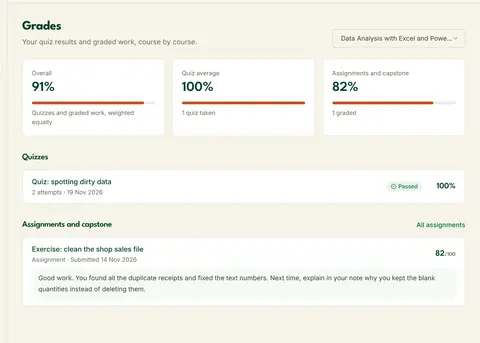 Grades
Your quiz results and graded work, course by course.
Data Analysis with Excel and Powe...
Overall
91%
Quizzes and graded work, weighted
equally
Quiz average
100%
1 quiz taken
Assignments and capstone
82%
1 graded
Quizzes
Quiz: spotting dirty data
2 attempts · 19 Nov 2026
Passed
100%
Assignments and capstone
All assignments
Exercise: clean the shop sales file
Assignment · Submitted 14 Nov 2026
82/100
Good work. You found all the duplicate receipts and fixed the text numbers. Next time, explain in your note why you kept the blank
quantities instead of deleting them.